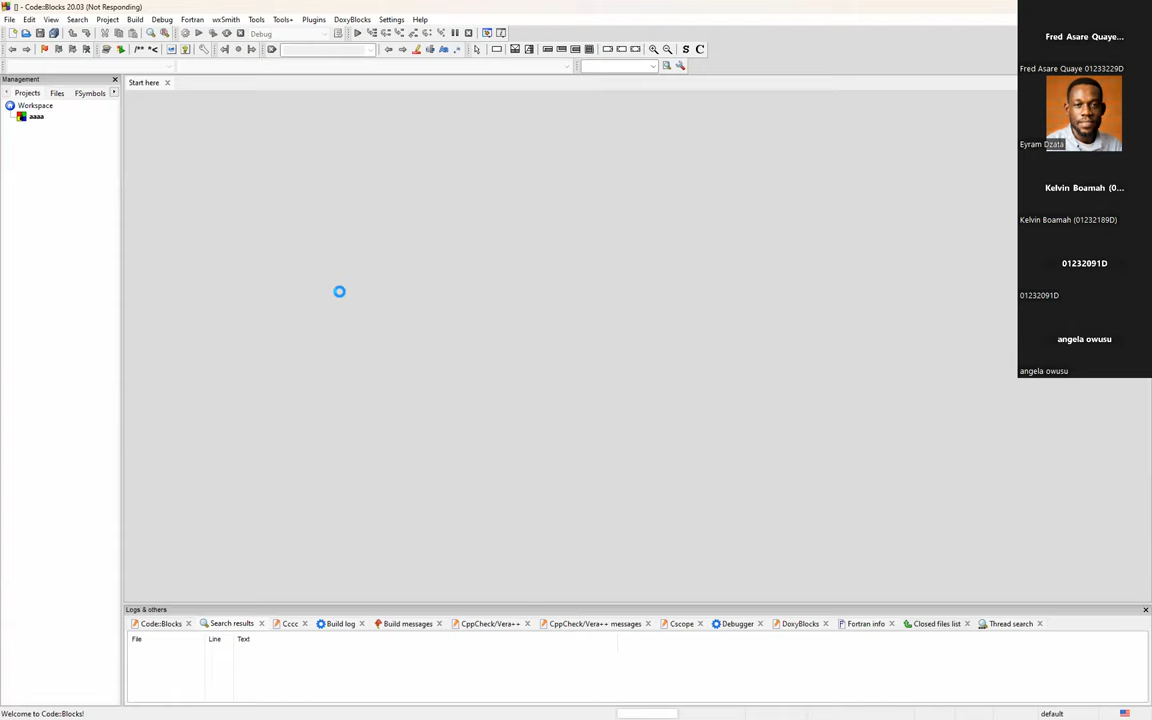 [] - Code::Blocks 20.03 (Not Responding)
File Edit View Search Project Build Debug Fortran wxSmith Tools Tools+ Plugins DoxyBlocks Settings Help
Debug
Management
Projects Files FSymbols
Workspace
aaaa
Start here
Fred Asare Quaye...
Fred Asare Quaye 01233229D
Eyram Dzata
Kelvin Boamah (0...
Kelvin Boamah (01232189D)
01232091D
01232091D
angela owusu
angela owusu
Logs & others
Code::Blocks Search results Cccc Build log Build messages CppCheck/Vera++ CppCheck/Vera++ messages Cscope Debugger DoxyBlocks Fortran info Closed files list Thread search
File Line Text
Welcome to Code::Blocks! default